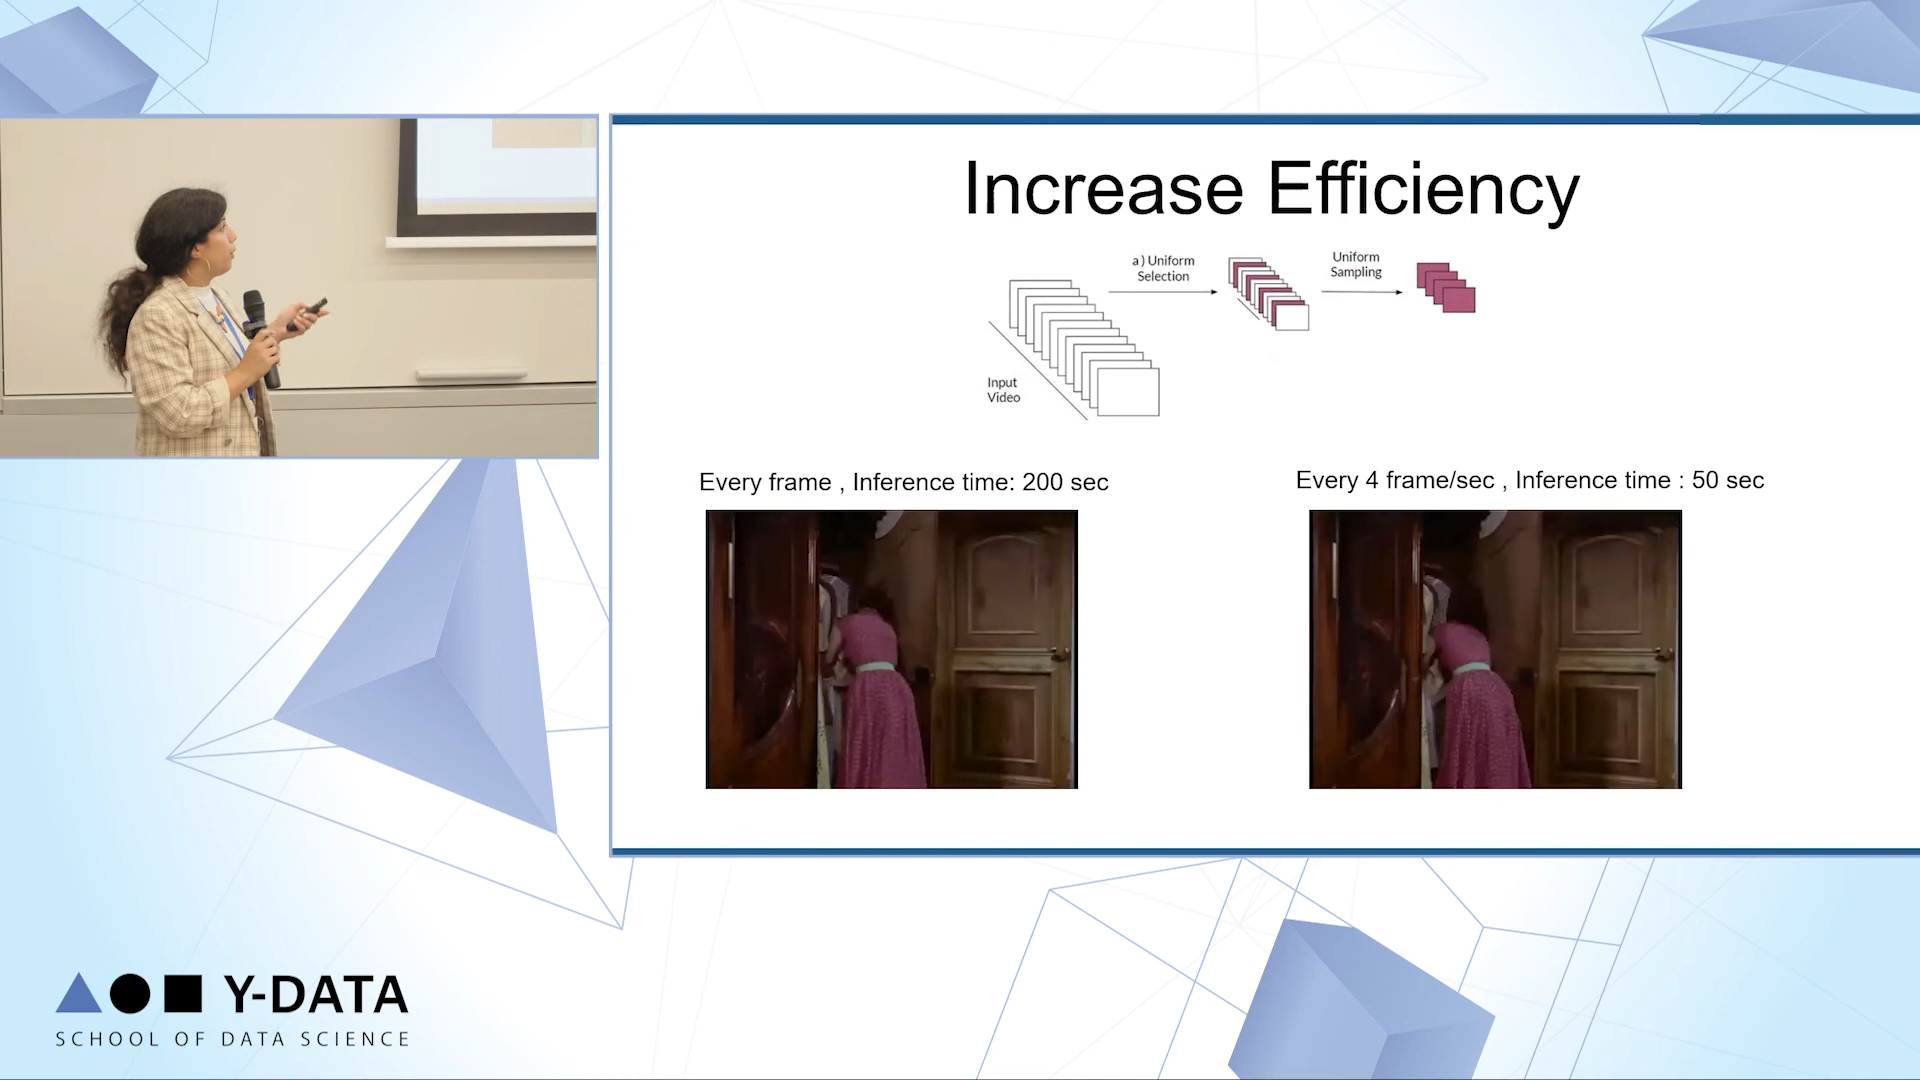 Increase Efficiency
a) Uniform
Selection
Uniform
Sampling
Input
Video
Every frame , Inference time: 200 sec
Every 4 frame/sec , Inference time : 50 sec
Y-DATA
SCHOOL OF DATA SCIENCE